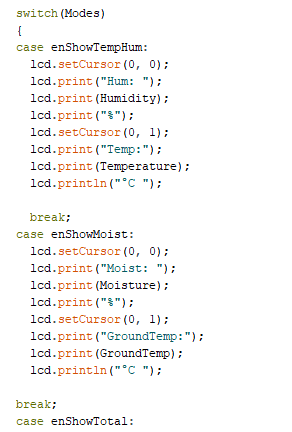 switch(Modes)
{
case enShowTempHum:
lcd.setCursor(0, 0);
lcd.print("Hum: ");
lcd.print(Humidity);
lcd.print("%");
lcd.setCursor(0, 1);
lcd.print("Temp:");
lcd.print(Temperature);
lcd.println("°C ");
break;
case enShowMoist:
lcd.setCursor(0, 0);
lcd.print("Moist: ");
lcd.print(Moisture);
lcd.print("%");
lcd.setCursor(0, 1);
lcd.print("GroundTemp:");
lcd.print(GroundTemp);
lcd.println("°C ");
break;
case enShowTotal: